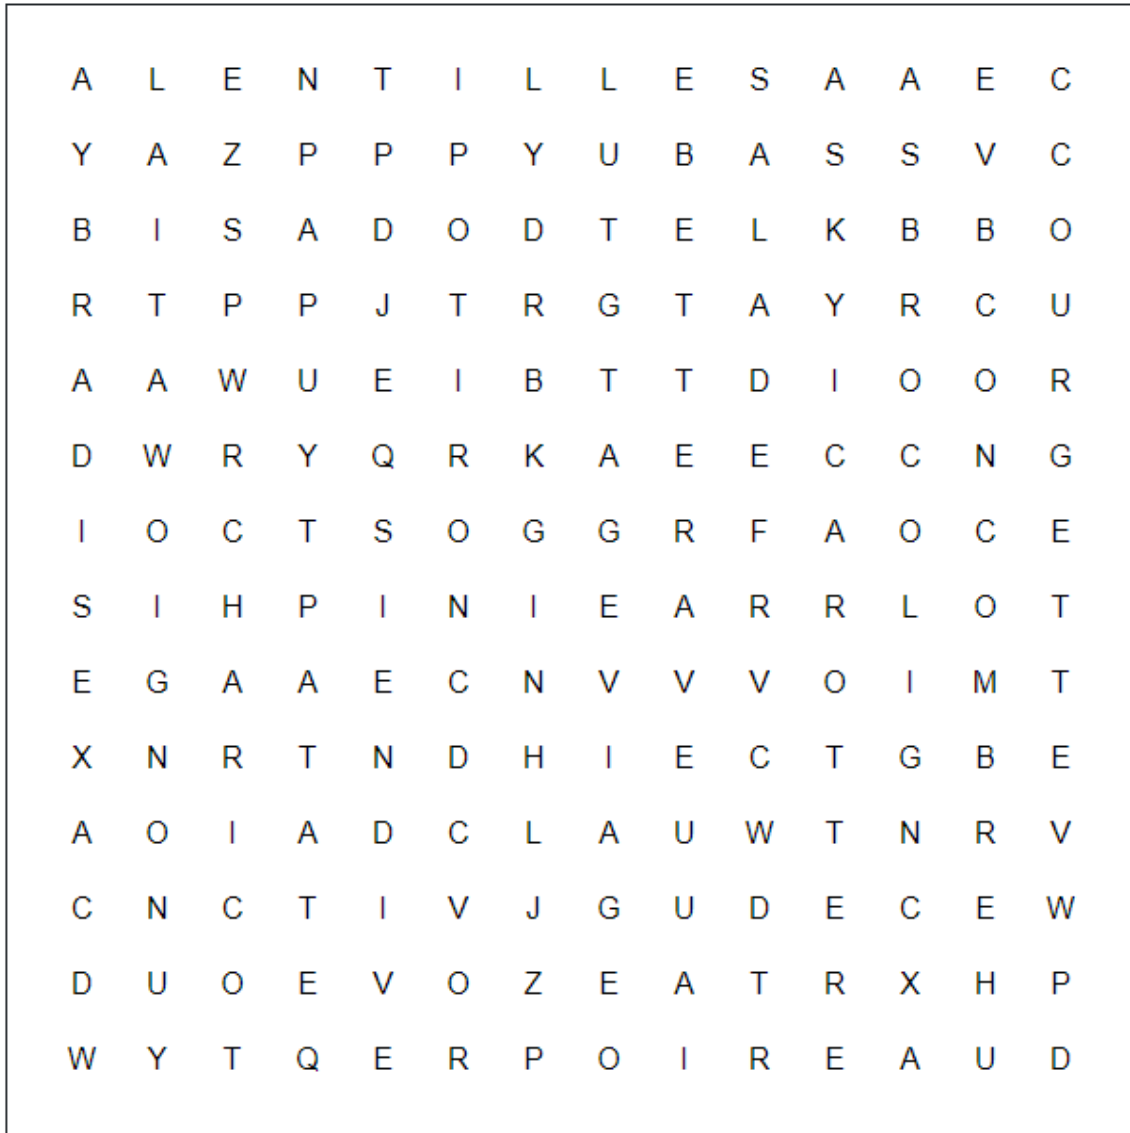 A L E N T I L L E S A A E C
Y A Z P P P Y U B A S S V C
B I S A D O D T E L K B B O
R T P P J T R G T A Y R C U
A A W U E I B T T D I O O R
D W R Y Q R K A E E C C N G
I O C T S O G G R F A O C E
S I H P I N I E A R R L O T
E G A A E C N V V V O I M T
X N R T N D H I E C T G B E
A O I A D C L A U W T N R V
C N C T I V J G U D E C E W
D U O E V O Z E A T R X H P
W Y T Q E R P O I R E A U D